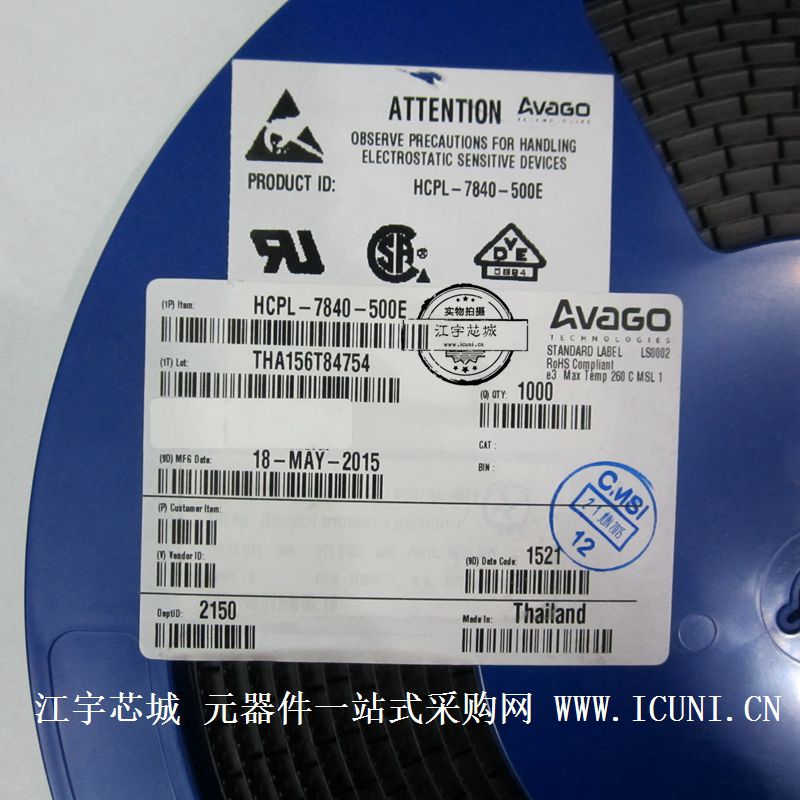 ATTENTION AVAGO
OBSERVE PRECAUTIONS FOR HANDLING
ELECTROSTATIC SENSITIVE DEVICES
PRODUCT ID: HCPL-7840-500E
(1P) Item: HCPL-7840-500E
实物拍摄
江宇芯城
www.icuni.cn
AVAGO
TECHNOLOGIES
STANDARD LABEL LS0002
RoHS Compliant
e3 Max Temp 260 C MSL 1
(1T) Lot: THA156T84754
(Q) QTY: 1000
CAT :
BIN :
(9D) MFG Date: 18-MAY-2015
C.MSI
21 JUN 2015
12
(P) Customer Item:
(V) Vendor ID:
(9D) Date Code: 1521
DeptID: 2150
Made In: Thailand
江宇芯城 元器件一站式采购网 WWW.ICUNI.CN